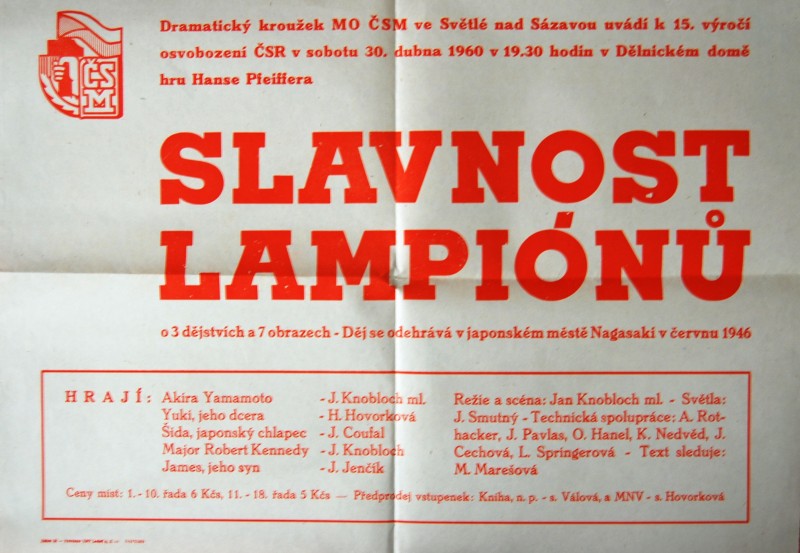 ČSM
Dramatický kroužek MO ČSM ve Světlé nad Sázavou uvádí k 15. výročí
osvobození ČSR v sobotu 30. dubna 1960 v 19.30 hodin v Dělnickém domě
hru Hanse Pfeiffera
SLAVNOST
LAMPIÓNŮ
o 3 dějstvích a 7 obrazech - Děj se odehrává v japonském městě Nagasaki v červnu 1946
HRAJÍ: Akira Yamamoto - J. Knobloch ml.
Yuki, jeho dcera - H. Hovorková
Šida, japonský chlapec - J. Coufal
Major Robert Kennedy - J. Knobloch
James, jeho syn - J. Jenčík
Režie a scéna: Jan Knobloch ml. - Světla:
J. Smutný - Technická spolupráce: A. Rot-
hacker, J. Pavlas, O. Hanel, K. Nedvěd, J.
Čechová, L. Springerová - Text sleduje:
M. Marešová
Ceny míst: 1.- 10. řada 6 Kčs, 11.- 18. řada 5 Kčs — Předprodej vstupenek: Kniha, n. p. - s. Válová, a MNV - s. Hovorková